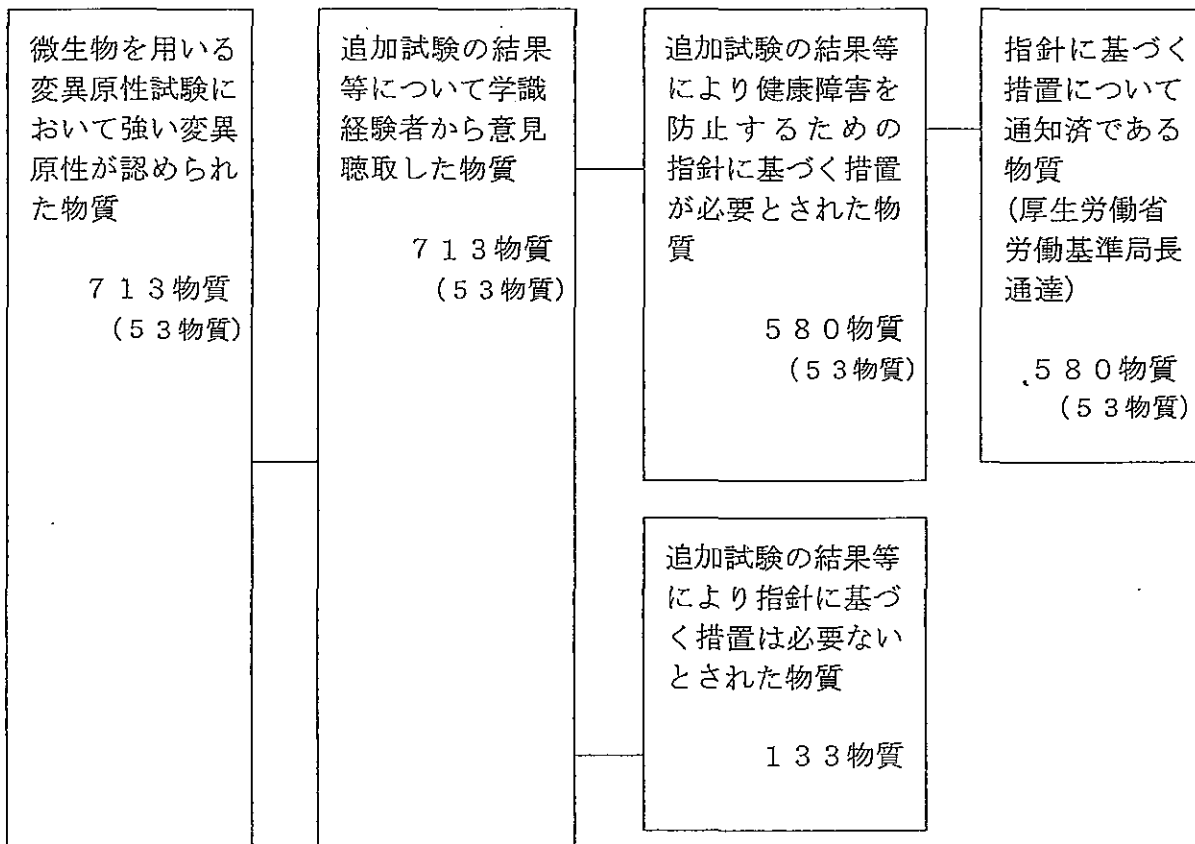 微生物を用いる
変異原性試験に
おいて強い変異
原性が認められ
た物質
７１３物質
(５３物質)
追加試験の結果
等について学識
経験者から意見
聴取した物質
７１３物質
(５３物質)
追加試験の結果等
により健康障害を
防止するための
指針に基づく措置
が必要とされた物
質
５８０物質
(５３物質)
指針に基づく
措置について
通知済である
物質
(厚生労働省
労働基準局長
通達)
５８０物質
(５３物質)
追加試験の結果等
により指針に基づ
く措置は必要ない
とされた物質
１３３物質